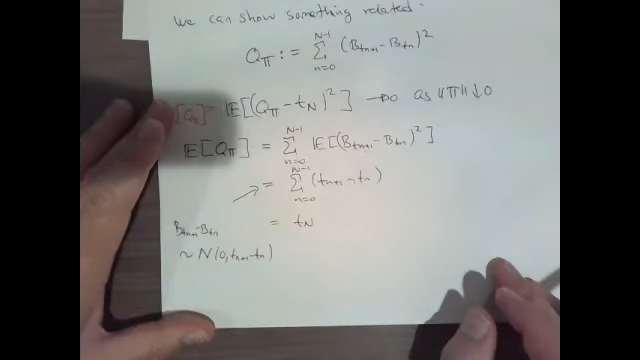 We can show something related.
Q_Π := Σ_{n=0}^{N-1} (B_{t_{n+1}} - B_{t_n})²
[Q_Π] = E[(Q_Π - t_N)²] → 0 as ||Π|| ↓ 0
E[Q_Π] = Σ_{n=0}^{N-1} E[(B_{t_{n+1}} - B_{t_n})²]
= Σ_{n=0}^{N-1} (t_{n+1} - t_n)
B_{t_{n+1}} - B_{t_n} = t_N
~ N(0, t_{n+1} - t_n)